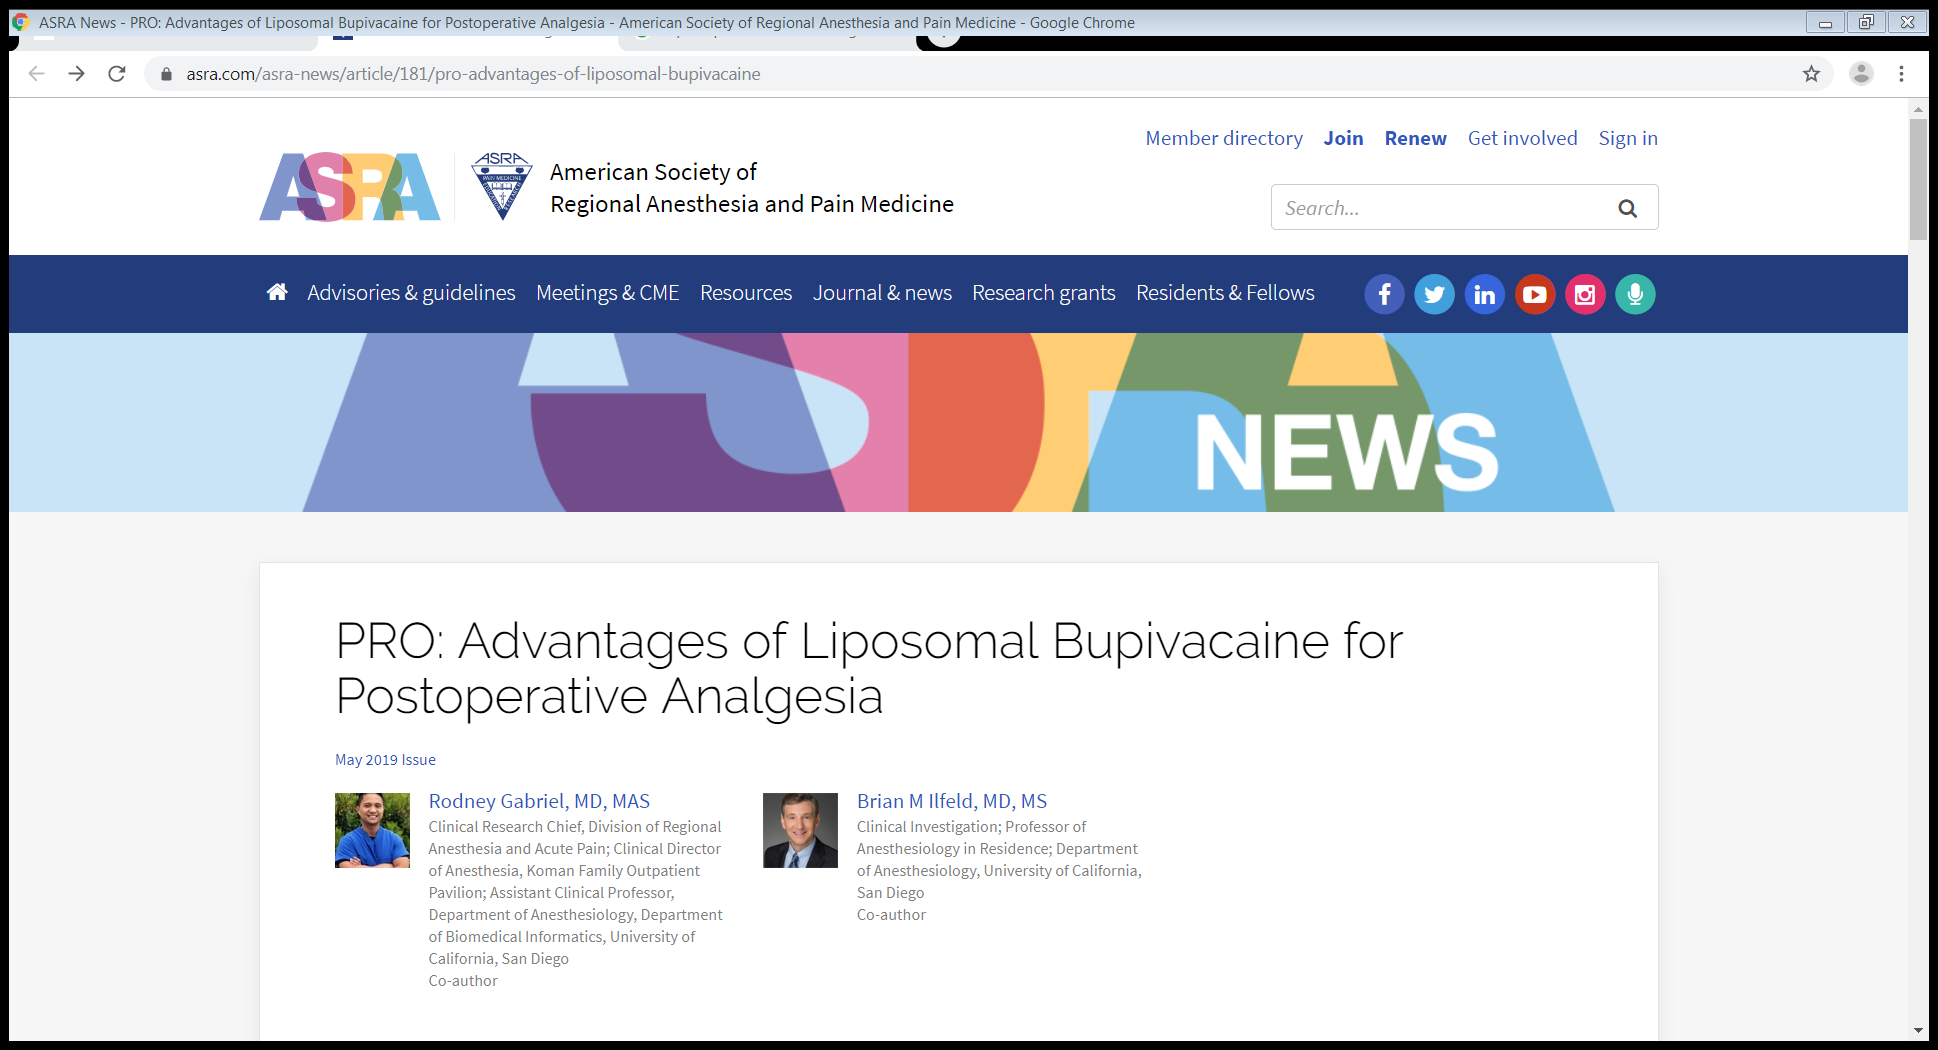 ASRA News - PRO: Advantages of Liposomal Bupivacaine for Postoperative Analgesia - American Society of Regional Anesthesia and Pain Medicine - Google Chrome
asra.com/asra-news/article/181/pro-advantages-of-liposomal-bupivacaine
Member directory Join Renew Get involved Sign in
ASRA
ASRA
PAIN MEDICINE
American Society of
Regional Anesthesia and Pain Medicine
Search...
Advisories & guidelines Meetings & CME Resources Journal & news Research grants Residents & Fellows
ASRA
NEWS
PRO: Advantages of Liposomal Bupivacaine for
Postoperative Analgesia
May 2019 Issue
Rodney Gabriel, MD, MAS
Clinical Research Chief, Division of Regional
Anesthesia and Acute Pain; Clinical Director
of Anesthesia, Koman Family Outpatient
Pavilion; Assistant Clinical Professor,
Department of Anesthesiology, Department
of Biomedical Informatics, University of
California, San Diego
Co-author
Brian M Ilfeld, MD, MS
Clinical Investigation; Professor of
Anesthesiology in Residence; Department
of Anesthesiology, University of California,
San Diego
Co-author